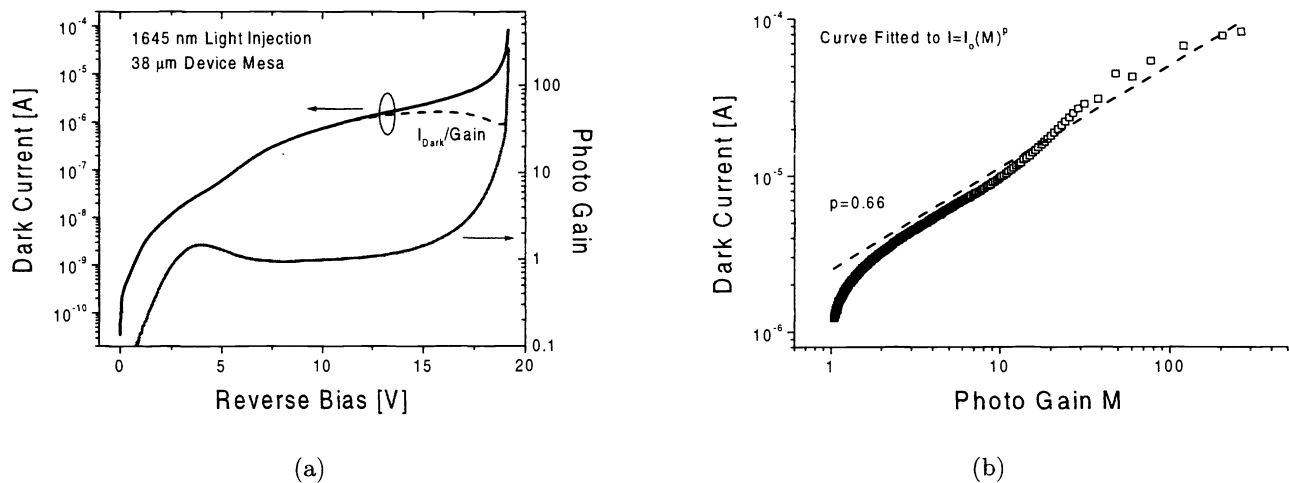 1645 nm Light Injection
38 μm Device Mesa
I_Dark/Gain
Dark Current [A]
10^-4
10^-5
10^-6
10^-7
10^-8
10^-9
10^-10
Photo Gain
100
10
1
0.1
0 5 10 15 20
Reverse Bias [V]
(a)
Curve Fitted to I=I_o(M)^p
p=0.66
Dark Current [A]
10^-4
10^-5
10^-6
1 10 100
Photo Gain M
(b)